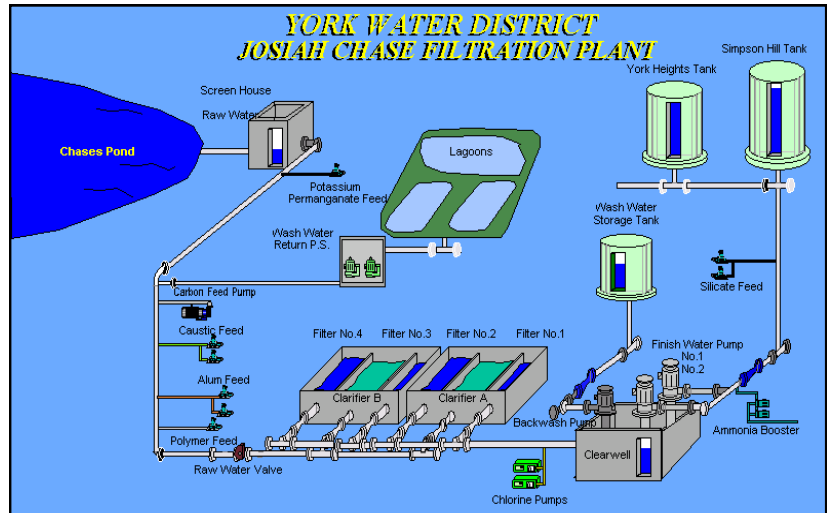 YORK WATER DISTRICT
JOSIAH CHASE FILTRATION PLANT
Simpson Hill Tank
York Heights Tank
Screen House
Raw Water
Chases Pond
Lagoons
Potassium
Permanganate Feed
Wash Water
Storage Tank
Wash Water
Return P.S.
Silicate Feed
Carbon Feed Pump
Caustic Feed
Filter No.4
Filter No.3
Filter No.2
Filter No.1
Finish Water Pump
No.1
No.2
Alum Feed
Clarifier B
Clarifier A
Backwash Pump
Ammonia Booster
Polymer Feed
Raw Water Valve
Clearwell
Chlorine Pumps